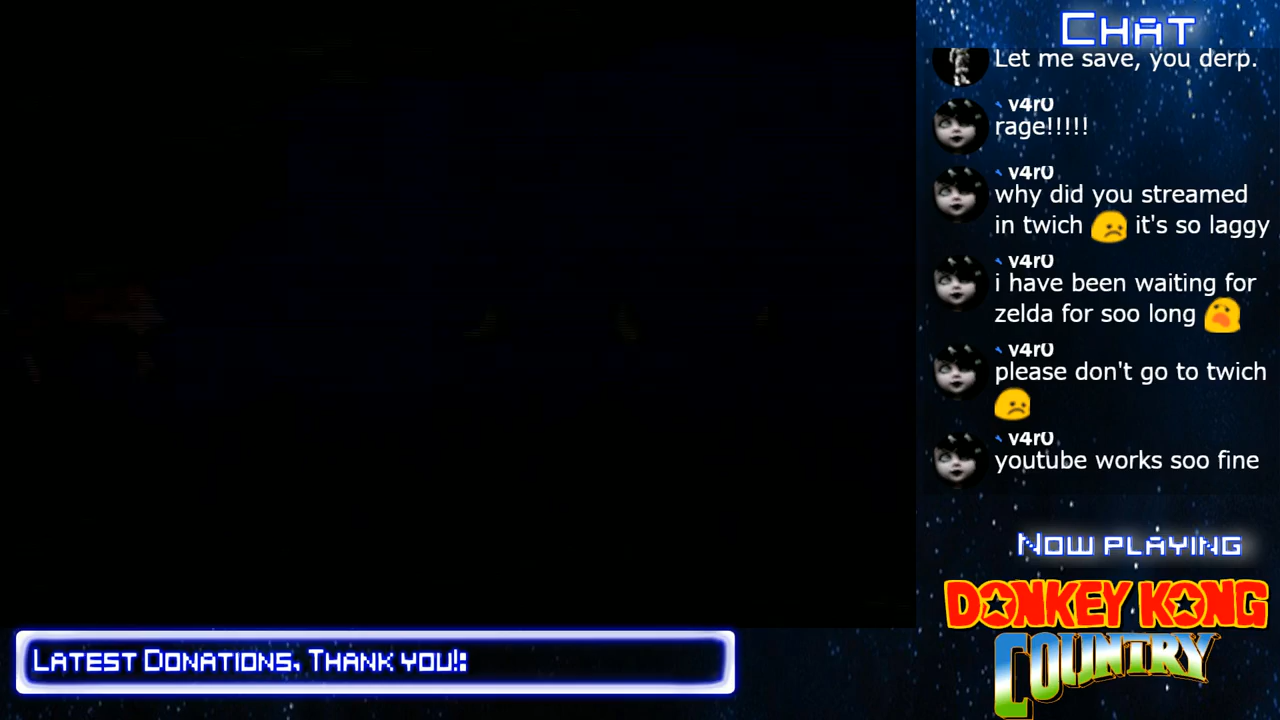 CHAT
Let me save, you derp.
v4r0
rage!!!!!
v4r0
why did you streamed
in twich it's so laggy
v4r0
i have been waiting for
zelda for soo long
v4r0
please don't go to twich
v4r0
youtube works soo fine
NOW PLAYING
DONKEY KONG
COUNTRY
LATEST DONATIONS, THANK YOU!: